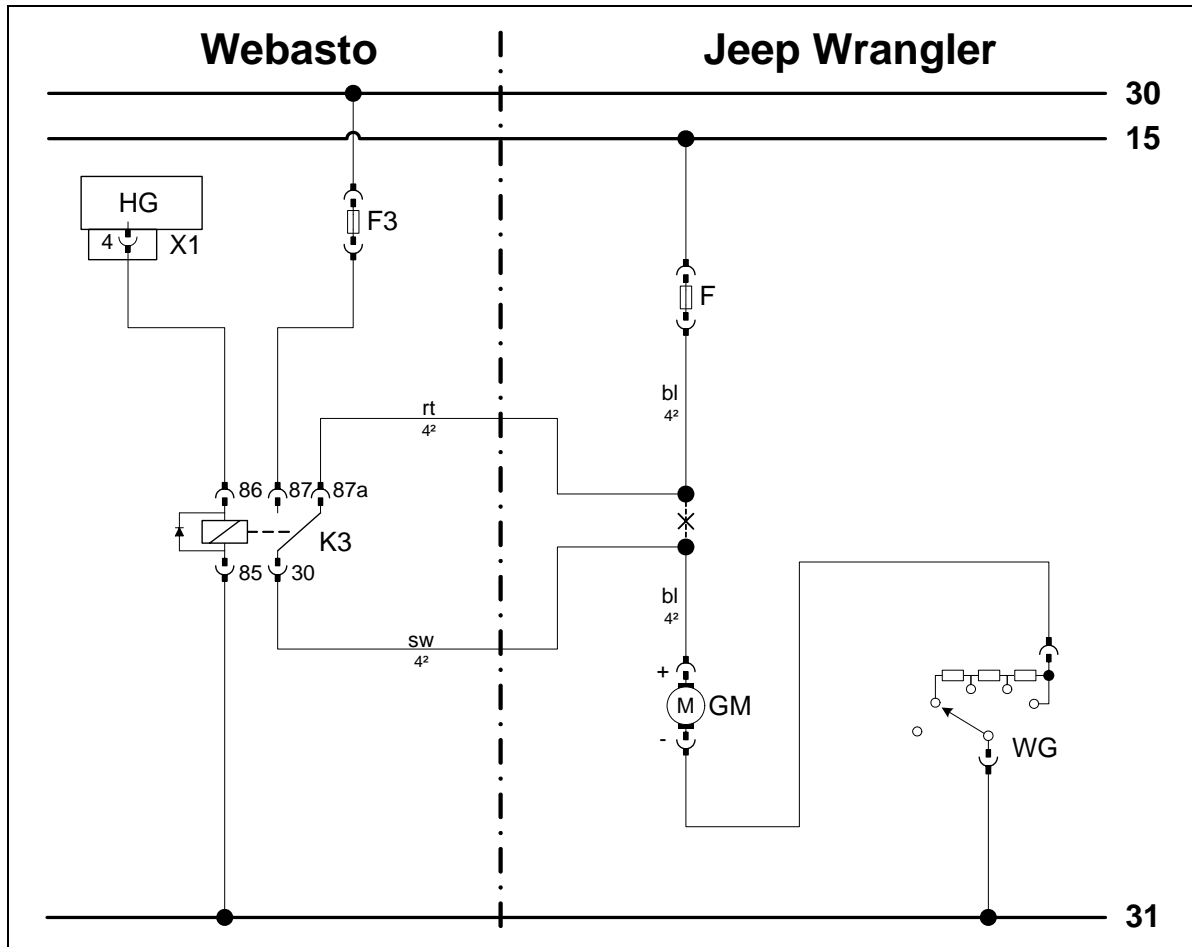 Webasto
Jeep Wrangler
30
15
HG
4
X1
F3
F
bl
4²
rt
4²
86
87
87a
K3
85
30
bl
4²
sw
4²
+
M
GM
-
WG
31